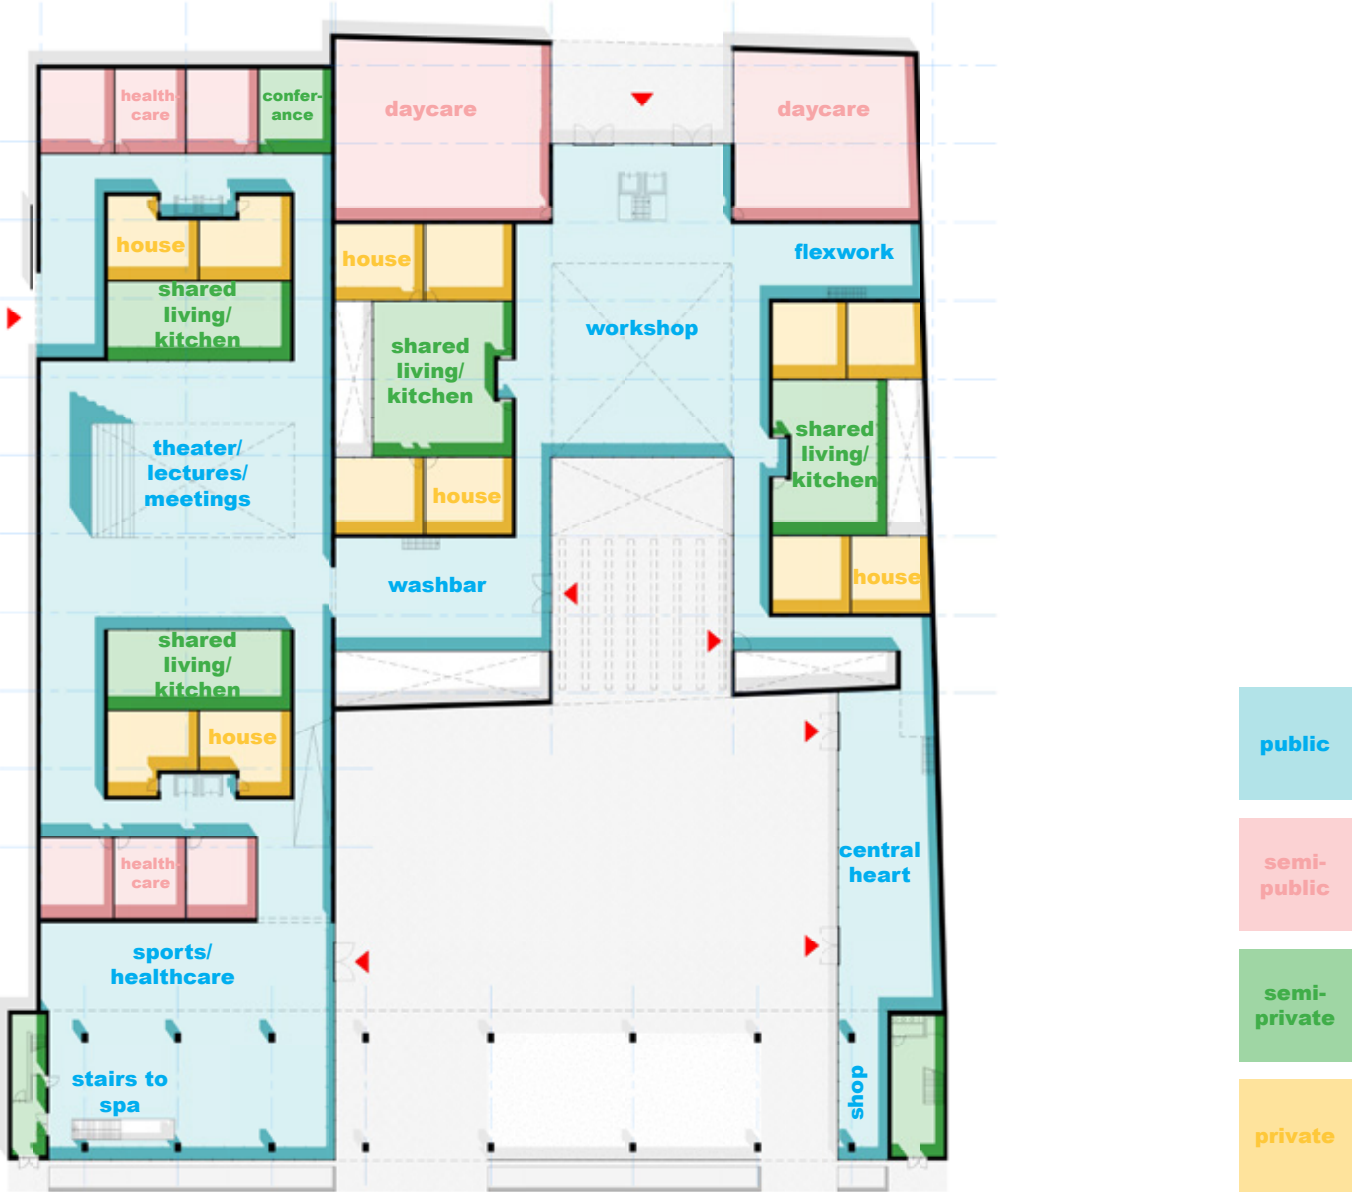 health-
care
confer-
ance
daycare
daycare
house
shared
living/
kitchen
house
shared
living/
kitchen
flexwork
workshop
shared
living/
kitchen
theater/
lectures/
meetings
house
house
washbar
shared
living/
kitchen
house
public
health-
care
central
heart
semi-
public
sports/
healthcare
semi-
private
stairs to
spa
shop
private